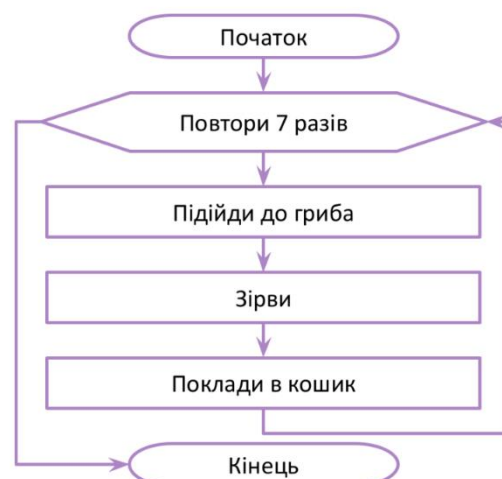 Початок
Повтори 7 разів
Підійди до гриба
Зірви
Поклади в кошик
Кінець